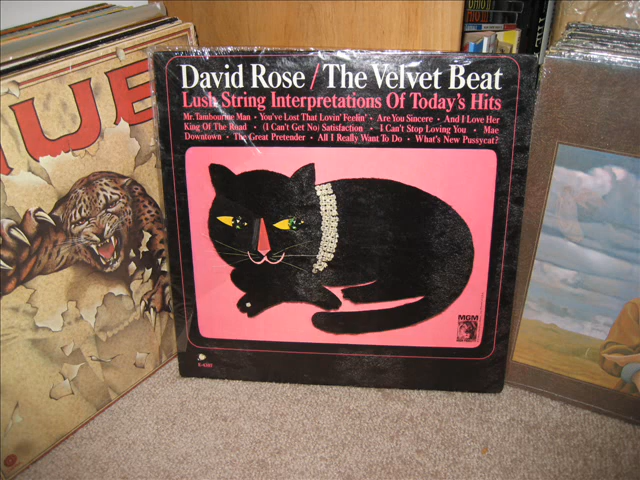 UE
David Rose / The Velvet Beat
Lush String Interpretations Of Today's Hits
Mr. Tambourine Man • You've Lost That Lovin' Feelin' • Are You Sincere • And I Love Her
King Of The Road • (I Can't Get No) Satisfaction • I Can't Stop Loving You • Mae
Downtown • The Great Pretender • All I Really Want To Do • What's New Pussycat?
MGM